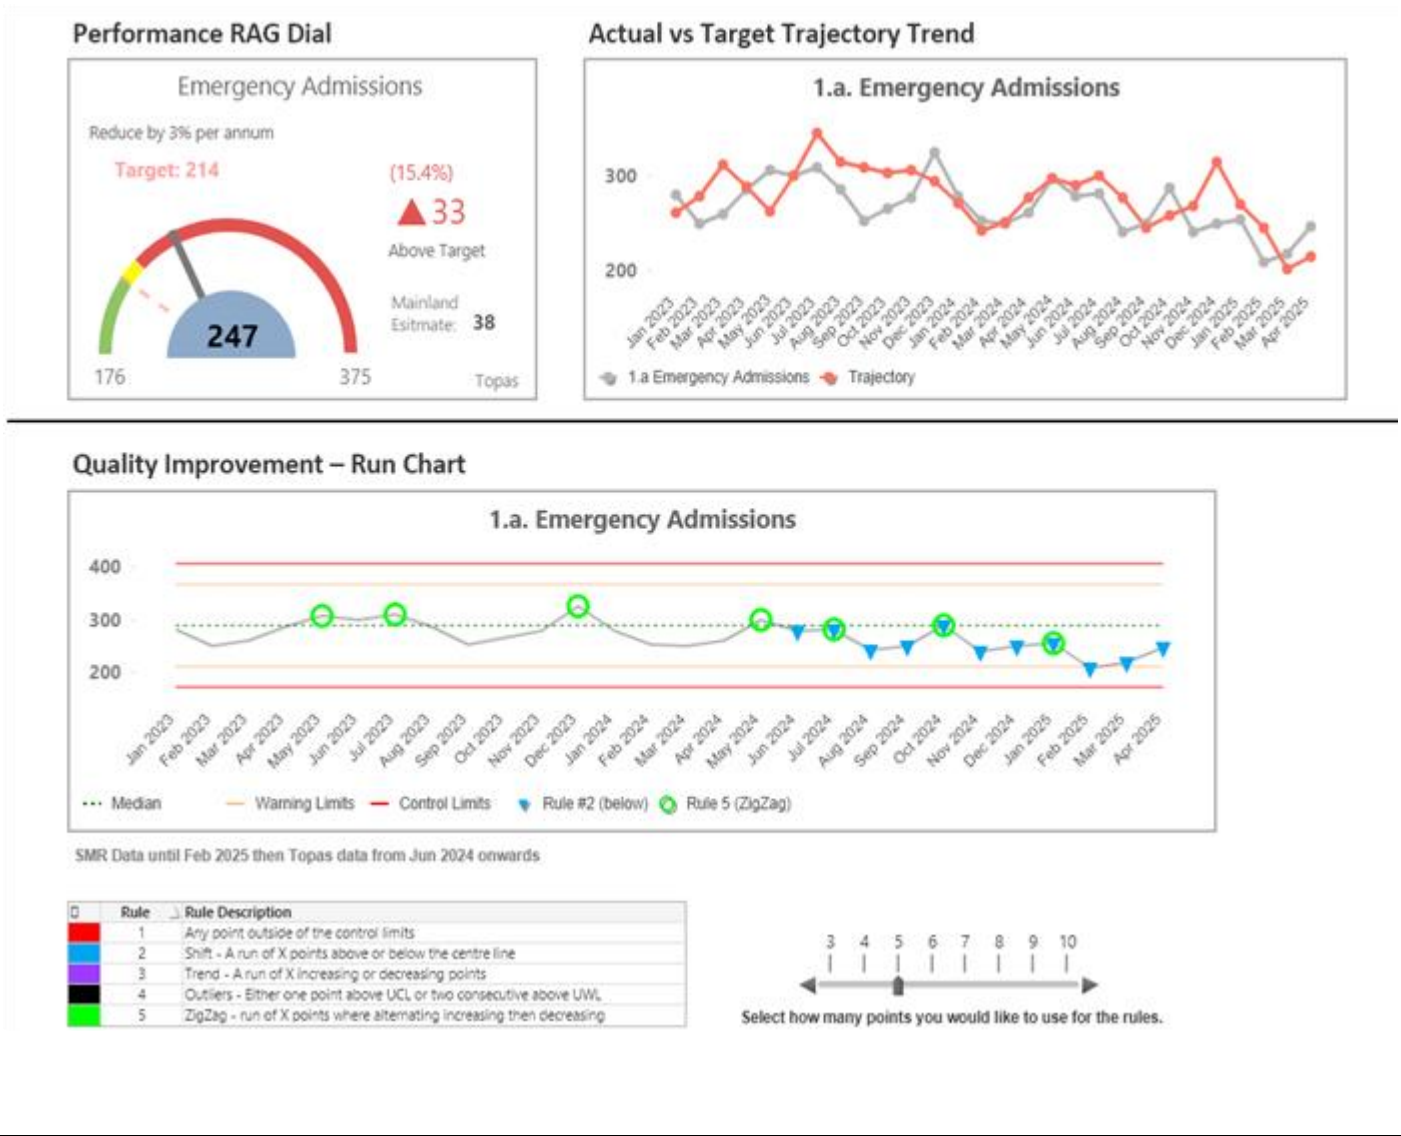 Performance RAG Dial
Actual vs Target Trajectory Trend
Emergency Admissions
Reduce by 3% per annum
Target: 214
(15.4%)
33
Above Target
Mainland
Esitmate: 38
247
176
375
Topas
1.a. Emergency Admissions
300
200
Jan 2023
Feb 2023
Mar 2023
Apr 2023
May 2023
Jun 2023
Jul 2023
Aug 2023
Sep 2023
Oct 2023
Nov 2023
Dec 2023
Jan 2024
Feb 2024
Mar 2024
Apr 2024
May 2024
Jun 2024
Jul 2024
Aug 2024
Sep 2024
Oct 2024
Nov 2024
Dec 2024
Jan 2025
Feb 2025
Mar 2025
Apr 2025
1.a Emergency Admissions Trajectory
Quality Improvement – Run Chart
1.a. Emergency Admissions
400
300
200
Jan 2023
Feb 2023
Mar 2023
Apr 2023
May 2023
Jun 2023
Jul 2023
Aug 2023
Sep 2023
Oct 2023
Nov 2023
Dec 2023
Jan 2024
Feb 2024
Mar 2024
Apr 2024
May 2024
Jun 2024
Jul 2024
Aug 2024
Sep 2024
Oct 2024
Nov 2024
Dec 2024
Jan 2025
Feb 2025
Mar 2025
Apr 2025
Median Warning Limits Control Limits Rule #2 (below) Rule 5 (ZigZag)
SMR Data until Feb 2025 then Topas data from Jun 2024 onwards
Rule Rule Description
1 Any point outside of the control limits
2 Shift - A run of X points above or below the centre line
3 Trend - A run of X increasing or decreasing points
4 Outliers - Either one point above UCL or two consecutive above UWL
5 ZigZag - run of X points where alternating increasing then decreasing
3 4 5 6 7 8 9 10
Select how many points you would like to use for the rules.